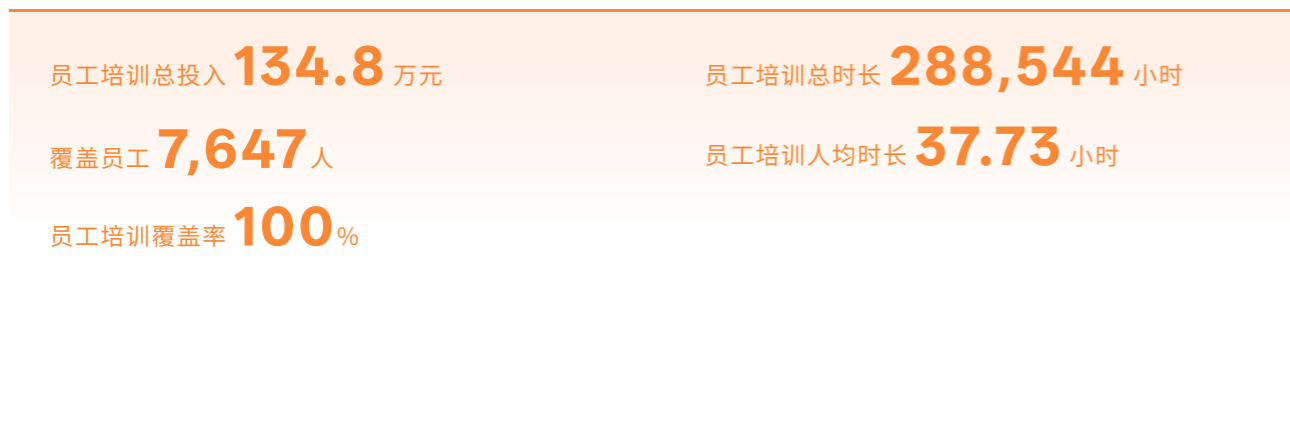 员工培训总投入 134.8 万元
员工培训总时长 288,544 小时
覆盖员工 7,647 人
员工培训人均时长 37.73 小时
员工培训覆盖率 100 %